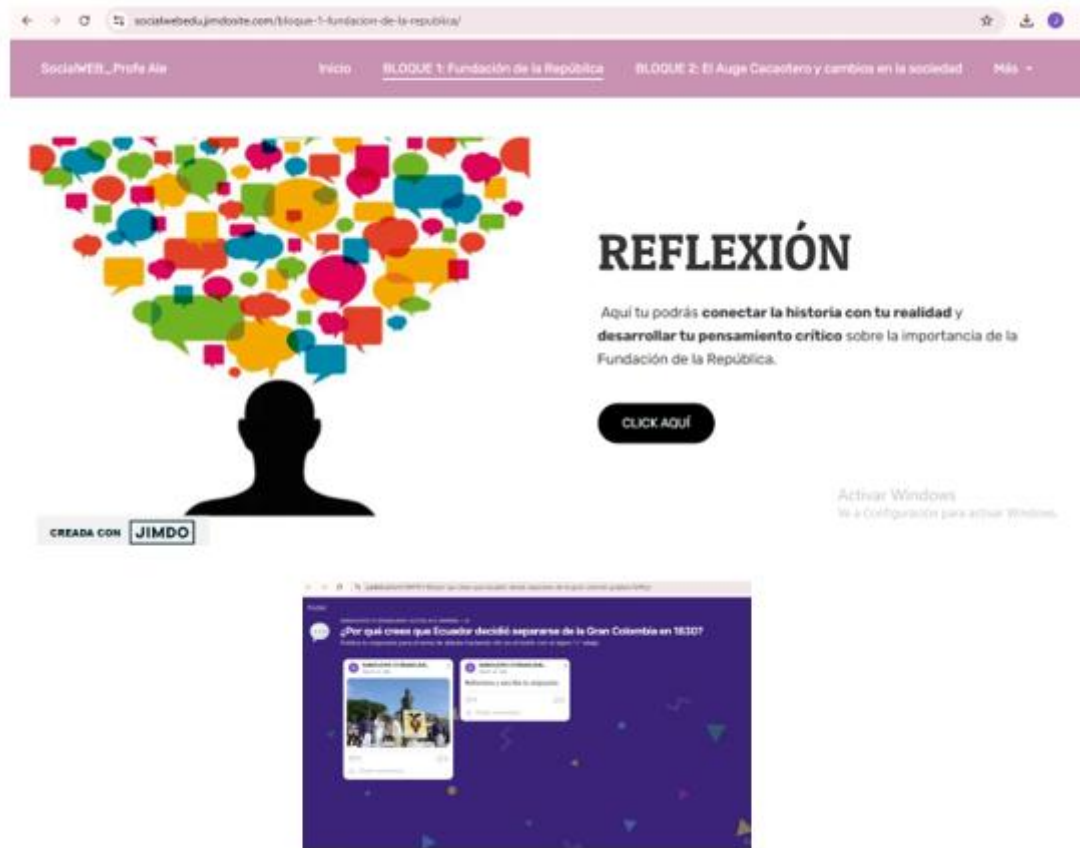 socialwebedu.jimdosite.com/bloque-1-fundacion-de-la-republica/
SocialWEB_Profe Ale
Inicio
BLOQUE 1: Fundación de la República
BLOQUE 2: El Auge Cacaotero y cambios en la sociedad
Más
REFLEXIÓN
Aquí tu podrás conectar la historia con tu realidad y
desarrollar tu pensamiento crítico sobre la importancia de la
Fundación de la República.
CLICK AQUÍ
Activar Windows
Ve a Configuración para activar Windows.
CREADA CON JIMDO
¿Por qué crees que Ecuador decidió separarse de la Gran Colombia en 1830?